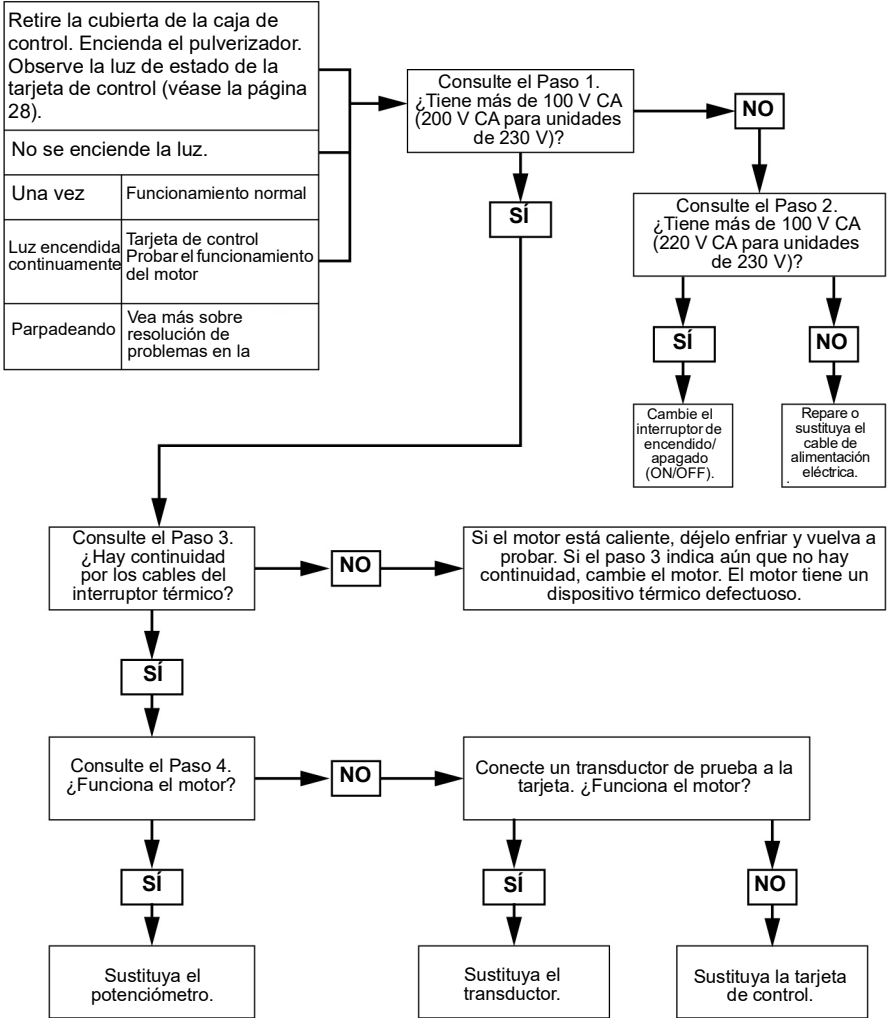 Retire la cubierta de la caja de
control. Encienda el pulverizador.
Observe la luz de estado de la
tarjeta de control (véase la página
28).
No se enciende la luz.
Una vez
Funcionamiento normal
Luz encendida
continuamente
Tarjeta de control
Probar el funcionamiento
del motor
Parpadeando
Vea más sobre
resolución de
problemas en la
Consulte el Paso 1.
¿Tiene más de 100 V CA
(200 V CA para unidades
de 230 V)?
NO
SÍ
Consulte el Paso 2.
¿Tiene más de 100 V CA
(220 V CA para unidades
de 230 V)?
SÍ
NO
Cambie el
interruptor de
encendido/
apagado
(ON/OFF).
Repare o
sustituya el
cable de
alimentación
eléctrica.
.
Consulte el Paso 3.
¿Hay continuidad
por los cables del
interruptor térmico?
NO
Si el motor está caliente, déjelo enfriar y vuelva a
probar. Si el paso 3 indica aún que no hay
continuidad, cambie el motor. El motor tiene un
dispositivo térmico defectuoso.
SÍ
Consulte el Paso 4.
¿Funciona el motor?
NO
Conecte un transductor de prueba a la
tarjeta. ¿Funciona el motor?
SÍ
SÍ
NO
Sustituya el
potenciómetro.
Sustituya el
transductor.
Sustituya la tarjeta
de control.